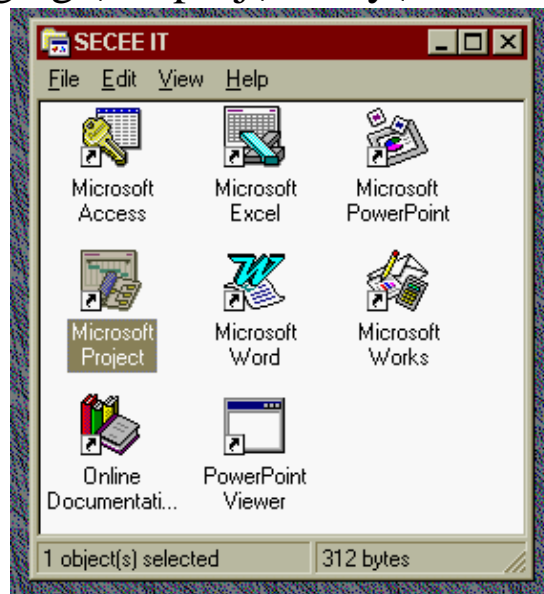 SECEE IT
File Edit View Help
Microsoft Access
Microsoft Excel
Microsoft PowerPoint
Microsoft Project
Microsoft Word
Microsoft Works
Online Documentati...
PowerPoint Viewer
1 object(s) selected
312 bytes